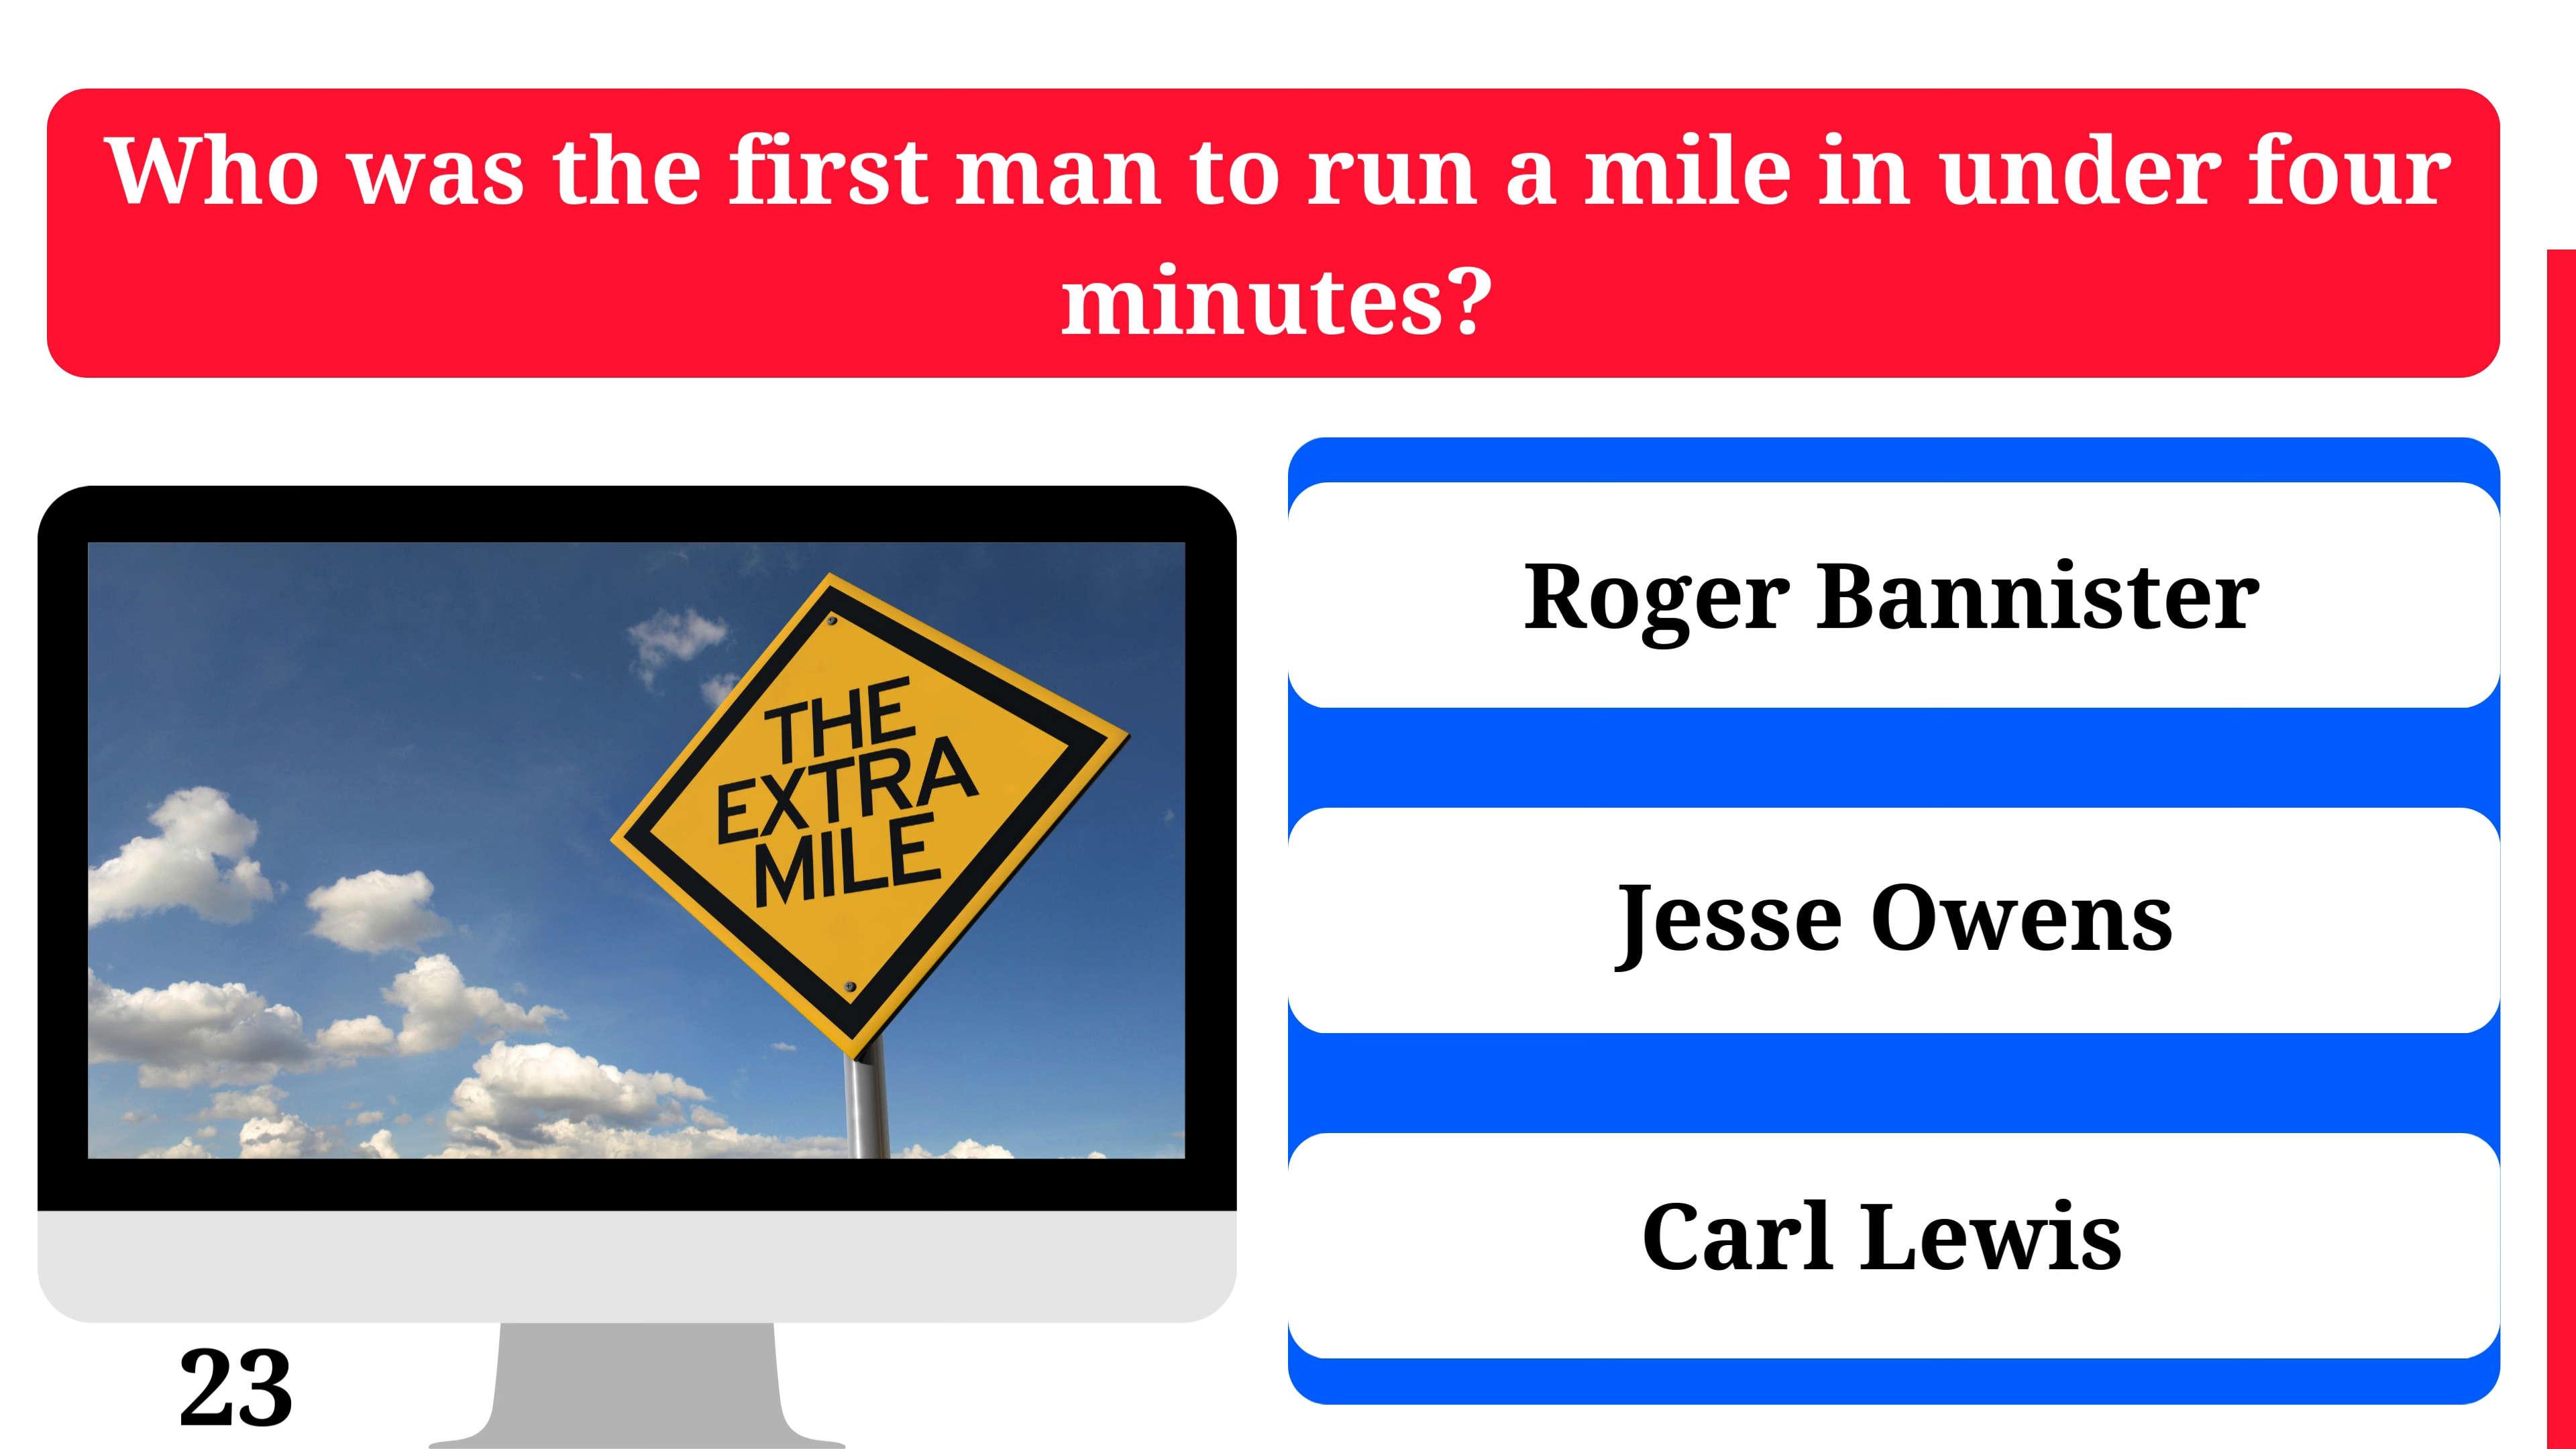 Who was the first man to run a mile in under four
minutes?
THE
EXTRA
MILE
Roger Bannister
Jesse Owens
Carl Lewis
23